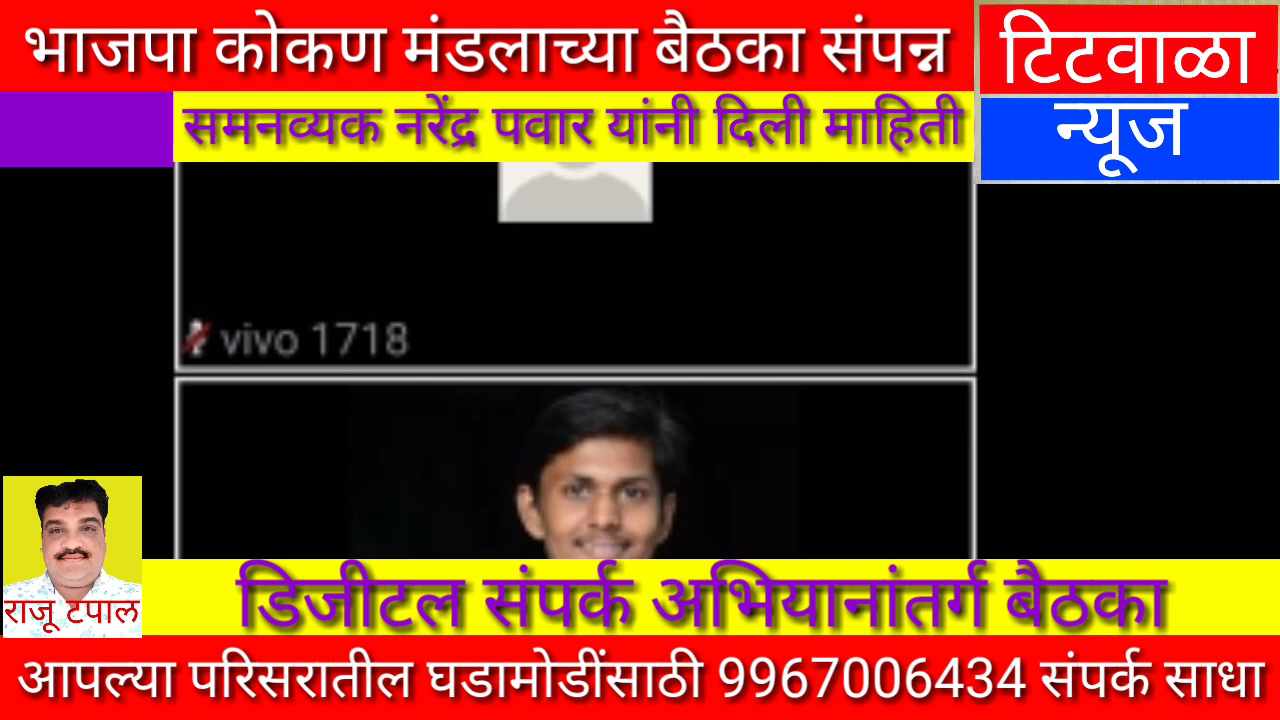 भाजपा कोकण मंडलाच्या बैठका संपन्न
टिटवाळा
न्यूज
समनव्यक नरेंद्र पवार यांनी दिली माहिती
vivo 1718
राजू टपाल
डिजीटल संपर्क अभियानांतर्ग बैठका
आपल्या परिसरातील घडामोडींसाठी 9967006434 संपर्क साधा